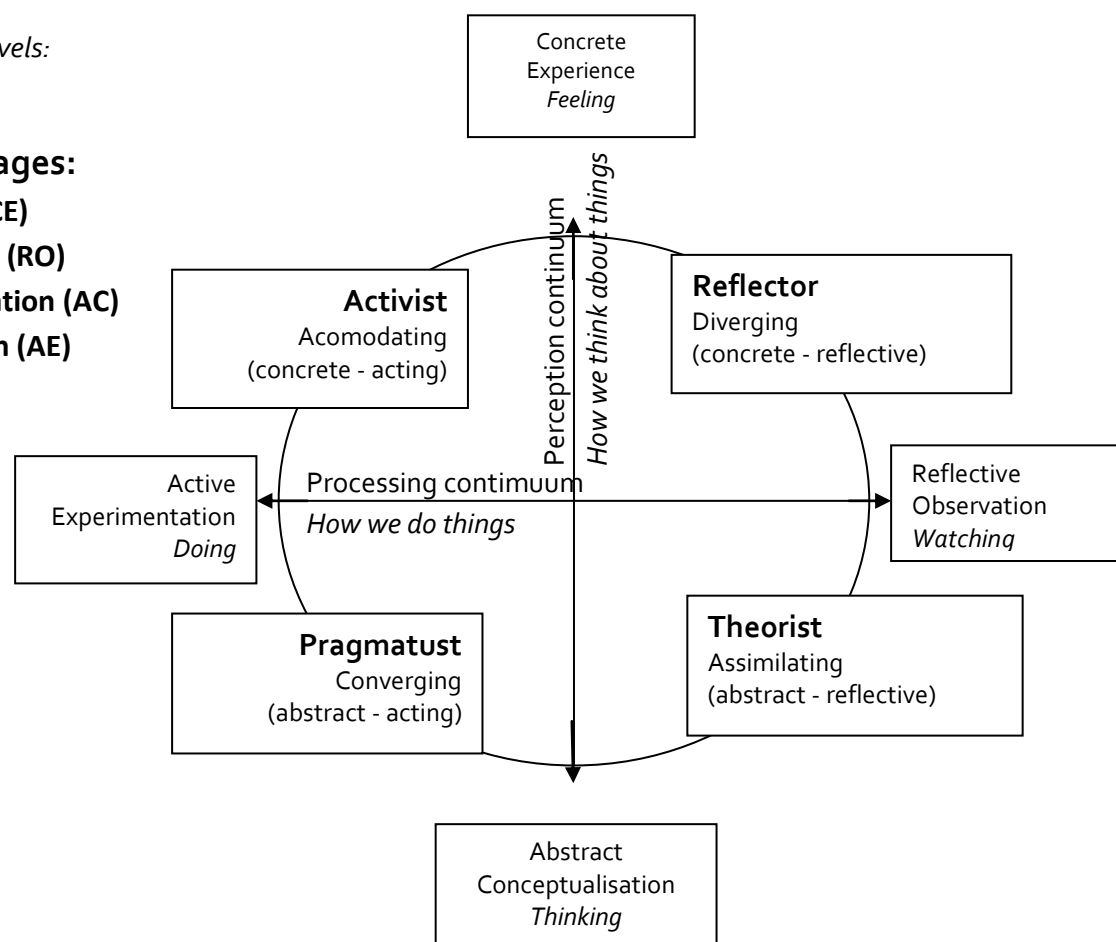 vels:
Concrete
Experience
Feeling
ages:
CE)
(RO)
ation (AC)
n (AE)
Perception continuum
How we think about things
Activist
Acomodating
(concrete - acting)
Reflector
Diverging
(concrete - reflective)
Active
Experimentation
Doing
Processing contimuum
How we do things
Reflective
Observation
Watching
Pragmatust
Converging
(abstract - acting)
Theorist
Assimilating
(abstract - reflective)
Abstract
Conceptualisation
Thinking